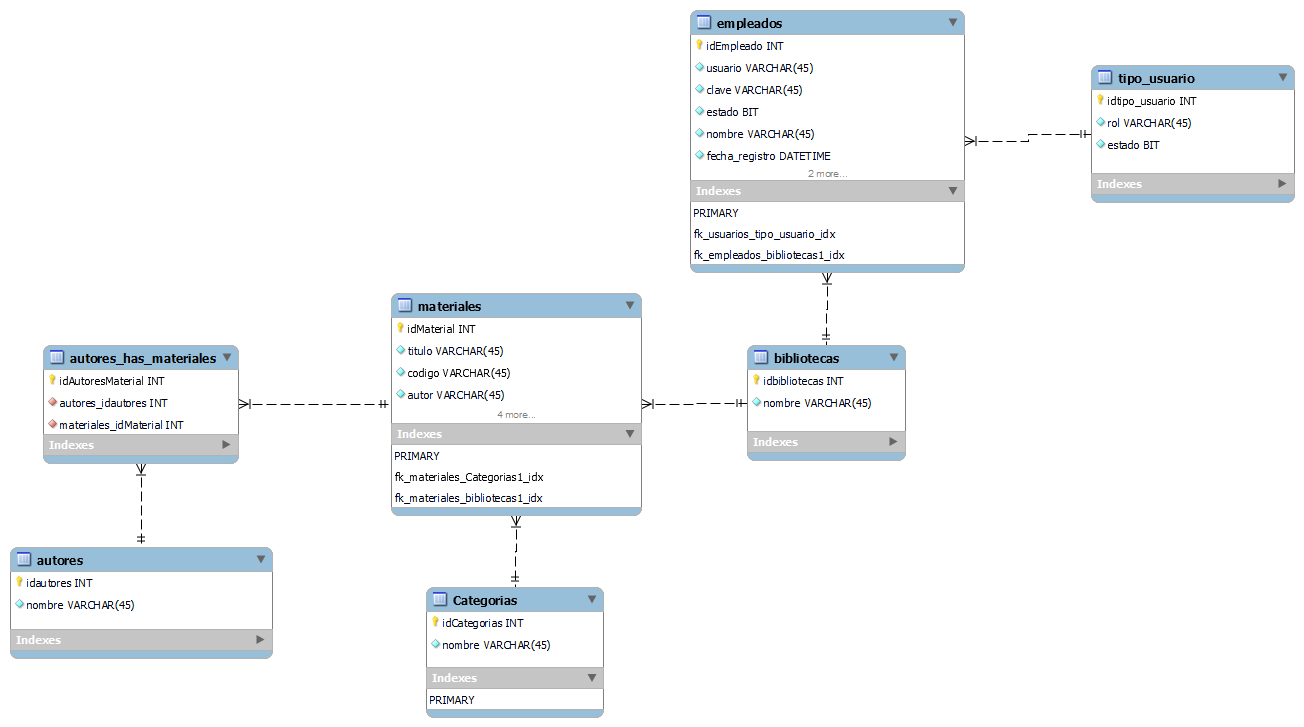 empleados
idEmpleado INT
usuario VARCHAR(45)
clave VARCHAR(45)
estado BIT
nombre VARCHAR(45)
fecha_registro DATETIME
2 more...
Indexes
PRIMARY
fk_usuarios_tipo_usuario_idx
fk_empleados_bibliotecas1_idx
tipo_usuario
idtipo_usuario INT
rol VARCHAR(45)
estado BIT
Indexes
materiales
idMaterial INT
titulo VARCHAR(45)
codigo VARCHAR(45)
autor VARCHAR(45)
4 more...
Indexes
PRIMARY
fk_materiales_Categorias1_idx
fk_materiales_bibliotecas1_idx
autores_has_materiales
idAutoresMaterial INT
autores_idautores INT
materiales_idMaterial INT
Indexes
bibliotecas
idbibliotecas INT
nombre VARCHAR(45)
Indexes
autores
idautores INT
nombre VARCHAR(45)
Indexes
Categorias
idCategorias INT
nombre VARCHAR(45)
Indexes
PRIMARY